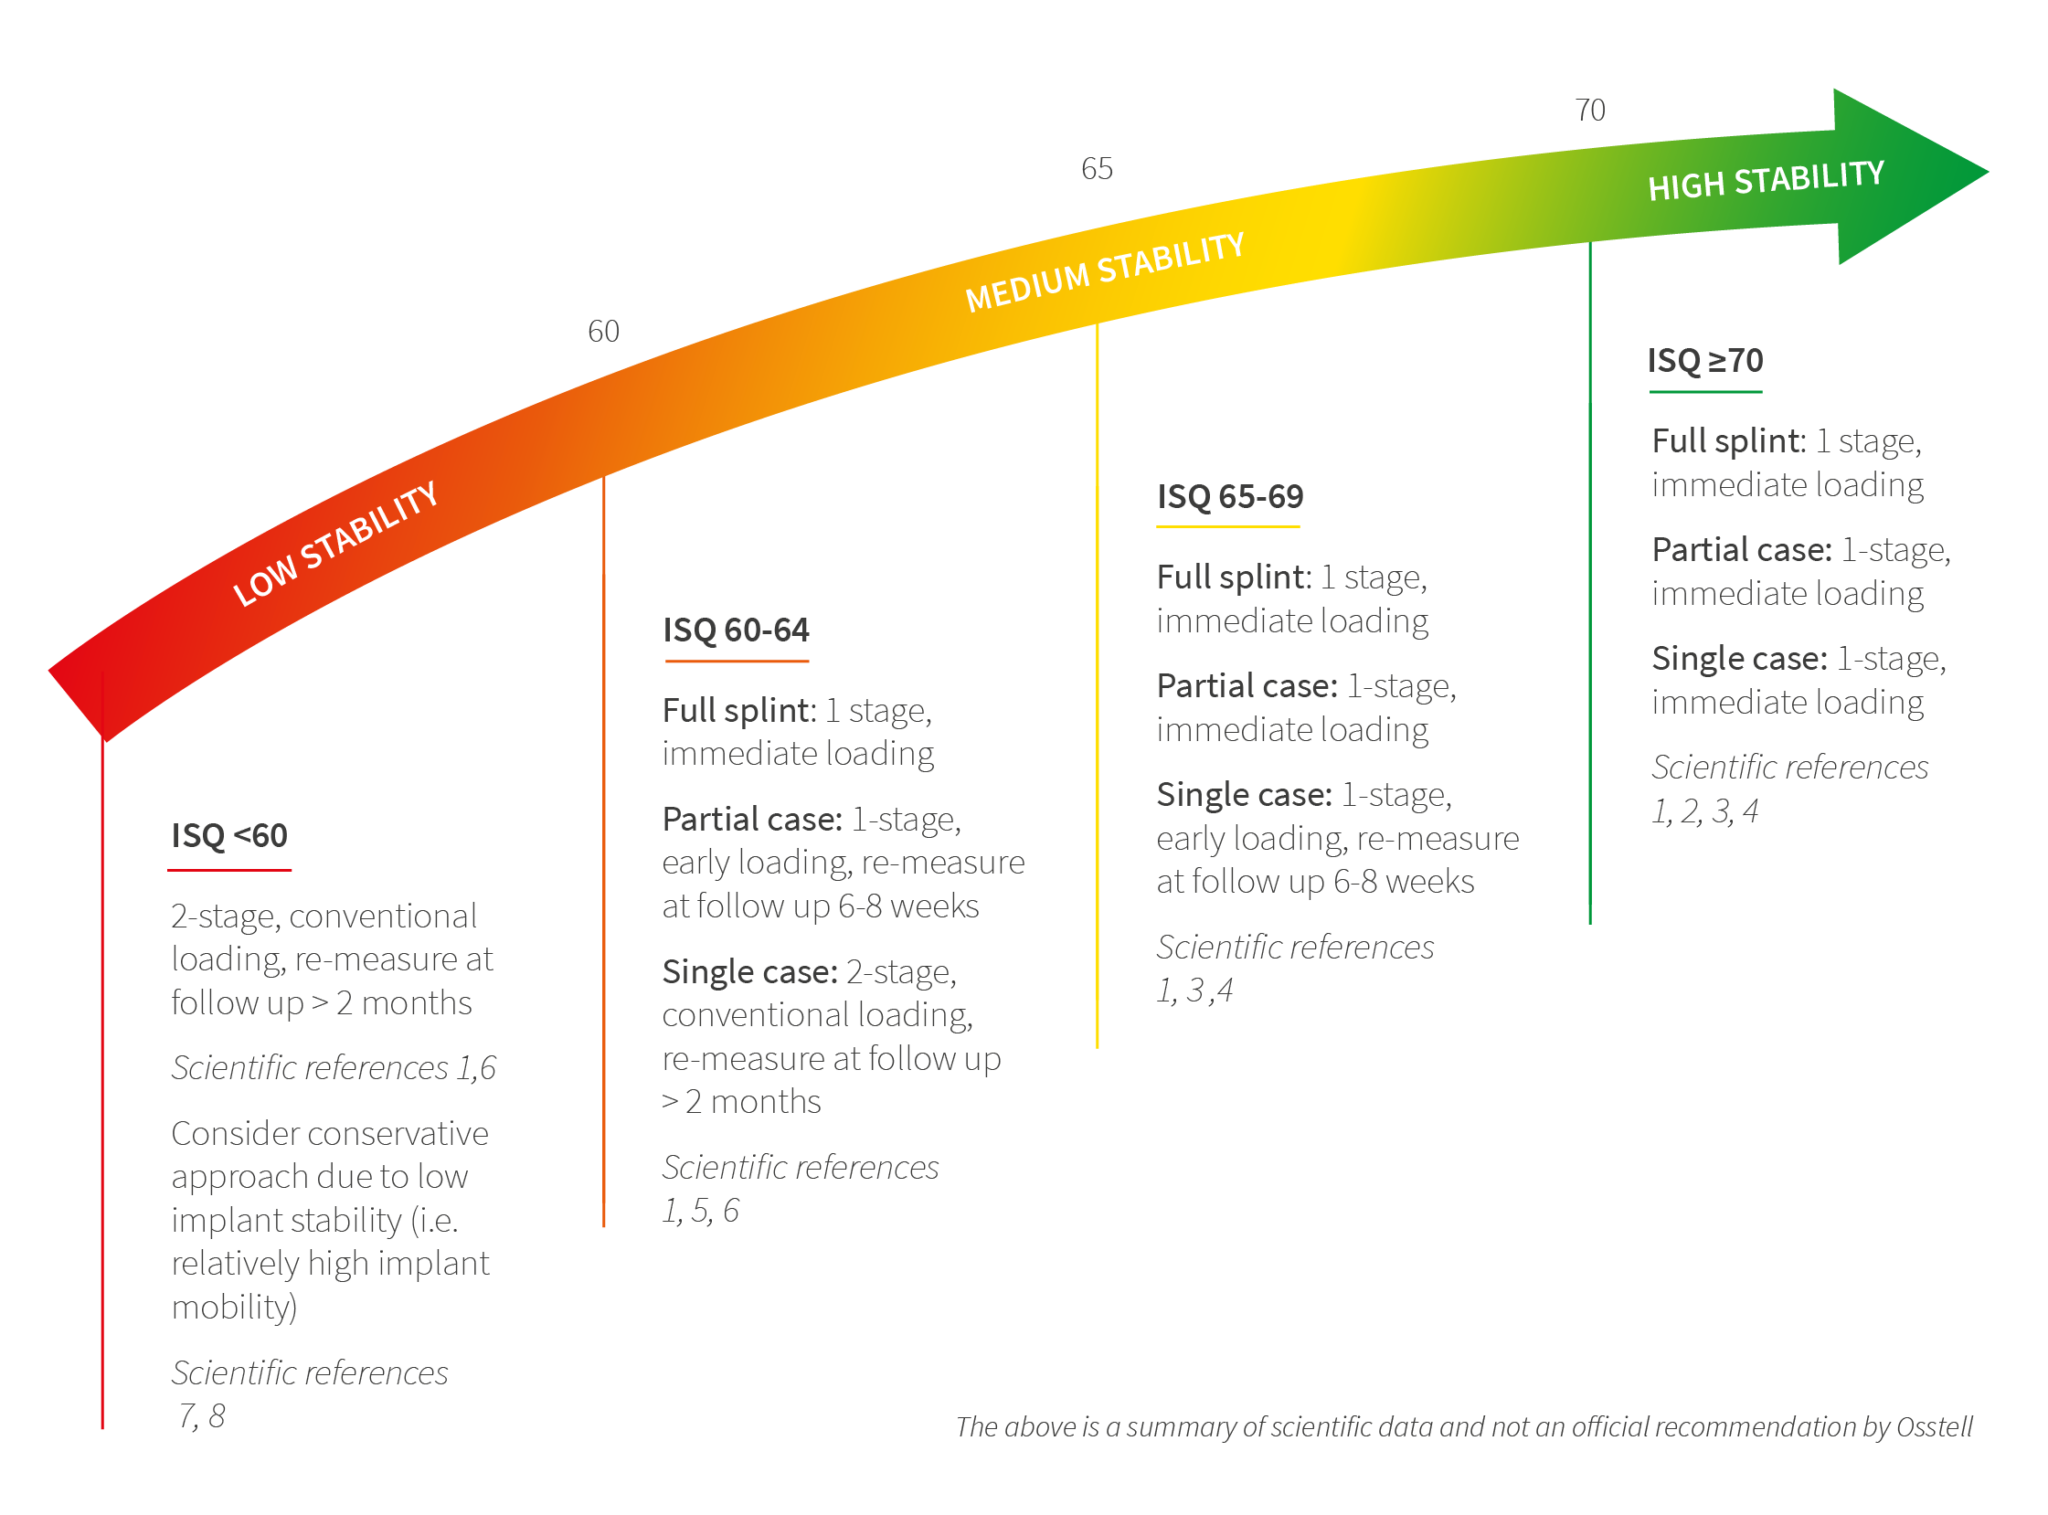 60
65
70
LOW STABILITY
MEDIUM STABILITY
HIGH STABILITY
ISQ <60
2-stage, conventional
loading, re-measure at
follow up > 2 months
Scientific references 1,6
Consider conservative
approach due to low
implant stability (i.e.
relatively high implant
mobility)
Scientific references
7, 8
ISQ 60-64
Full splint: 1 stage,
immediate loading
Partial case: 1-stage,
early loading, re-measure
at follow up 6-8 weeks
Single case: 2-stage,
conventional loading,
re-measure at follow up
> 2 months
Scientific references
1, 5, 6
ISQ 65-69
Full splint: 1 stage,
immediate loading
Partial case: 1-stage,
immediate loading
Single case: 1-stage,
early loading, re-measure
at follow up 6-8 weeks
Scientific references
1, 3 ,4
ISQ ≥70
Full splint: 1 stage,
immediate loading
Partial case: 1-stage,
immediate loading
Single case: 1-stage,
immediate loading
Scientific references
1, 2, 3, 4
The above is a summary of scientific data and not an official recommendation by Osstell